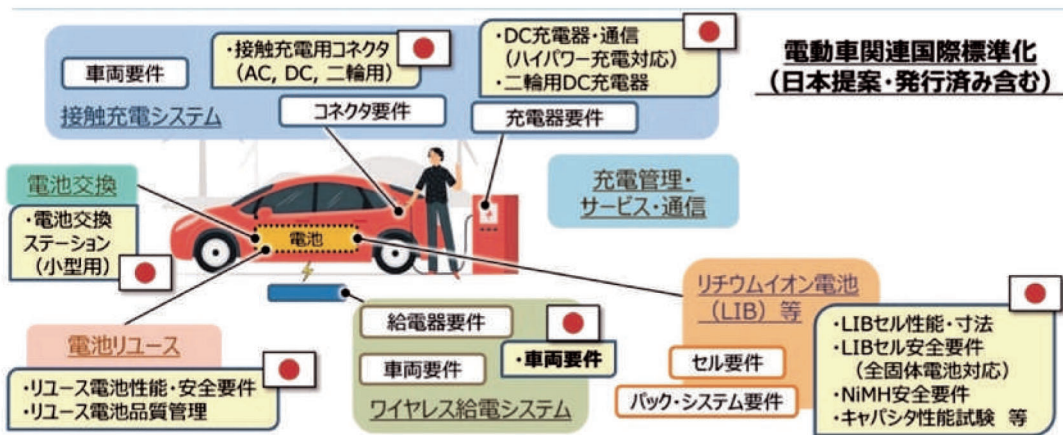 電動車関連国際標準化
（日本提案・発行済み含む）
車両要件
・接触充電用コネクタ
（AC, DC, 二輪用）
・DC充電器・通信
（ハイパワー充電対応）
・二輪用DC充電器
接触充電システム
コネクタ要件
充電器要件
電池交換
・電池交換
ステーション
（小型用）
電池
充電管理・
サービス・通信
電池リユース
・リユース電池性能・安全要件
・リユース電池品質管理
給電器要件
車両要件
・車両要件
ワイヤレス給電システム
リチウムイオン電池
（LIB）等
セル要件
パック・システム要件
・LIBセル性能・寸法
・LIBセル安全要件
（全固体電池対応）
・NiMH安全要件
・キャパシタ性能試験 等